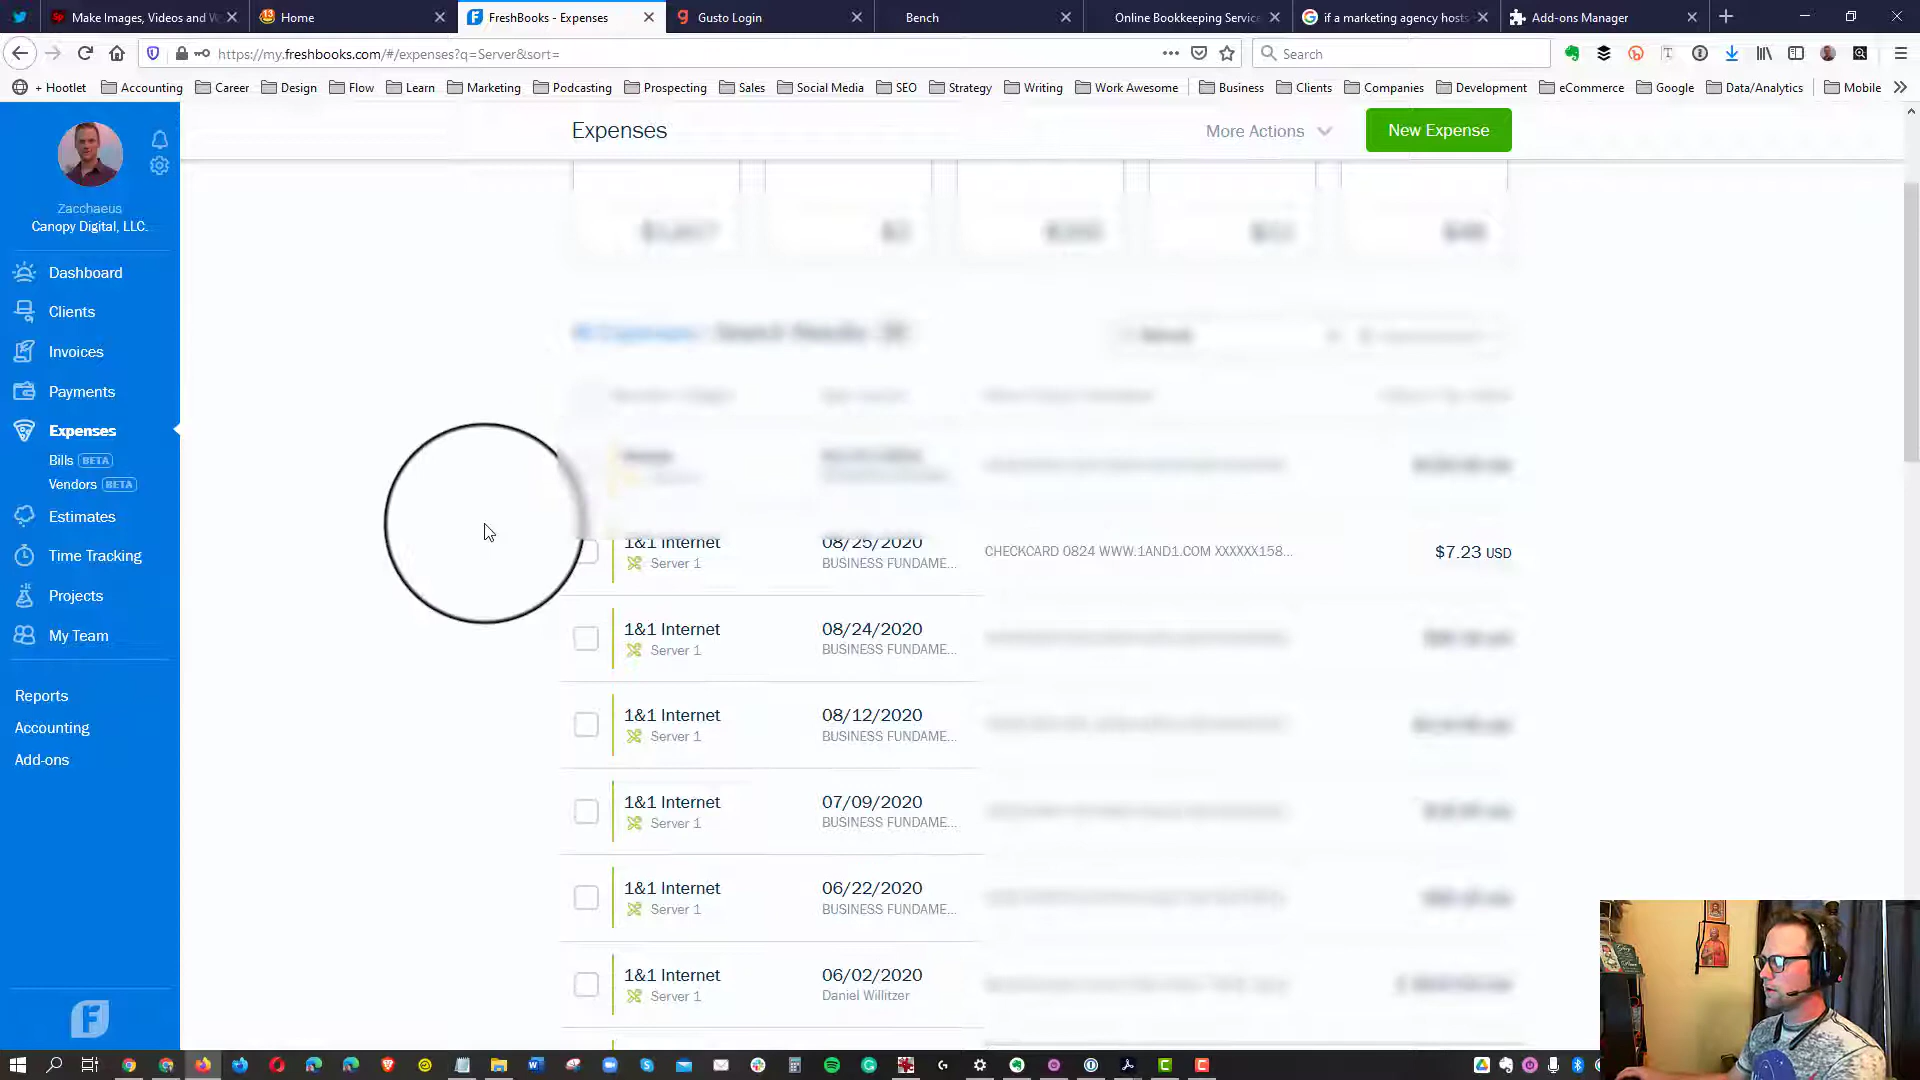 Make Images, Videos and W
Home
FreshBooks - Expenses
Gusto Login
Bench
Online Bookkeeping Service
if a marketing agency hosts
Add-ons Manager
https://my.freshbooks.com/#/expenses?q=Server&sort=
Search
+ Hootlet
Accounting
Career
Design
Flow
Learn
Marketing
Podcasting
Prospecting
Sales
Social Media
SEO
Strategy
Writing
Work Awesome
Business
Clients
Companies
Development
eCommerce
Google
Data/Analytics
Mobile
Zacchaeus
Canopy Digital, LLC.
Dashboard
Clients
Invoices
Payments
Expenses
Bills BETA
Vendors BETA
Estimates
Time Tracking
Projects
My Team
Reports
Accounting
Add-ons
Expenses
More Actions
New Expense
1&1 Internet 08/25/2020 CHECKCARD 0824 WWW.1AND1.COM XXXXXX158... $7.23 USD
Server 1 BUSINESS FUNDAME...
1&1 Internet 08/24/2020
Server 1 BUSINESS FUNDAME...
1&1 Internet 08/12/2020
Server 1 BUSINESS FUNDAME...
1&1 Internet 07/09/2020
Server 1 BUSINESS FUNDAME...
1&1 Internet 06/22/2020
Server 1 BUSINESS FUNDAME...
1&1 Internet 06/02/2020
Server 1 Daniel Willitzer